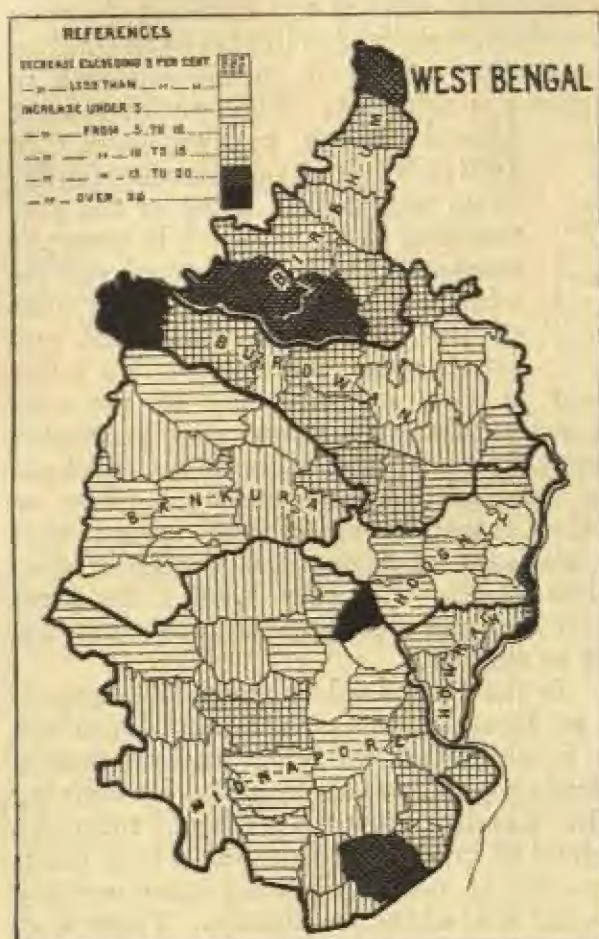 REFERENCES
DECREASE EXCEEDING 5 PER CENT
„ LESS THAN „ „
INCREASE UNDER 5
„ FROM 5 TO 10
„ „ 10 TO 15
„ „ 15 TO 20
„ OVER 20
WEST BENGAL
BIRBHUM
BURDWAN
BANKURA
HOOGHLY
HOWRAH
MIDNAPORE